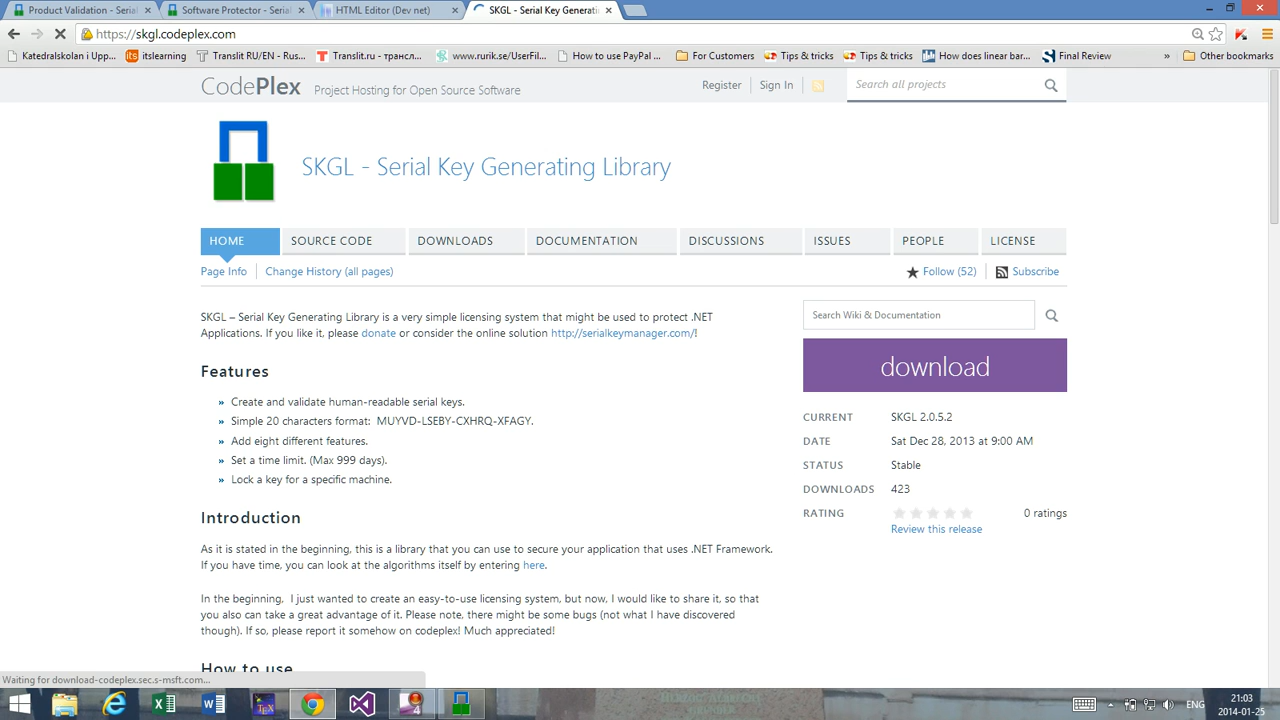 Product Validation - Serial
Software Protector - Serial
HTML Editor (Dev net)
SKGL - Serial Key Generati
https://skgl.codeplex.com
Katedralskolan i Upp...
its itslearning
Translit RU/EN - Rus...
Translit.ru - трансл...
www.rurik.se/UserFil...
How to use PayPal ...
For Customers
Tips & tricks
Tips & tricks
How does linear bar...
Final Review
»
Other bookmarks
CodePlex Project Hosting for Open Source Software
Register
Sign In
Search all projects
SKGL - Serial Key Generating Library
HOME
SOURCE CODE
DOWNLOADS
DOCUMENTATION
DISCUSSIONS
ISSUES
PEOPLE
LICENSE
Page Info
Change History (all pages)
Follow (52)
Subscribe
SKGL – Serial Key Generating Library is a very simple licensing system that might be used to protect .NET
Applications. If you like it, please donate or consider the online solution http://serialkeymanager.com/!
Features
» Create and validate human-readable serial keys.
» Simple 20 characters format: MUYVD-LSEBY-CXHRQ-XFAGY.
» Add eight different features.
» Set a time limit. (Max 999 days).
» Lock a key for a specific machine.
Introduction
As it is stated in the beginning, this is a library that you can use to secure your application that uses .NET Framework.
If you have time, you can look at the algorithms itself by entering here.
In the beginning, I just wanted to create an easy-to-use licensing system, but now, I would like to share it, so that
you also can take a great advantage of it. Please note, there might be some bugs (not what I have discovered
though). If so, please report it somehow on codeplex! Much appreciated!
How to use
Search Wiki & Documentation
download
CURRENT SKGL 2.0.5.2
DATE Sat Dec 28, 2013 at 9:00 AM
STATUS Stable
DOWNLOADS 423
RATING 0 ratings
Review this release
Waiting for download-codeplex.sec.s-msft.com...
ENG
21:03
2014-01-25